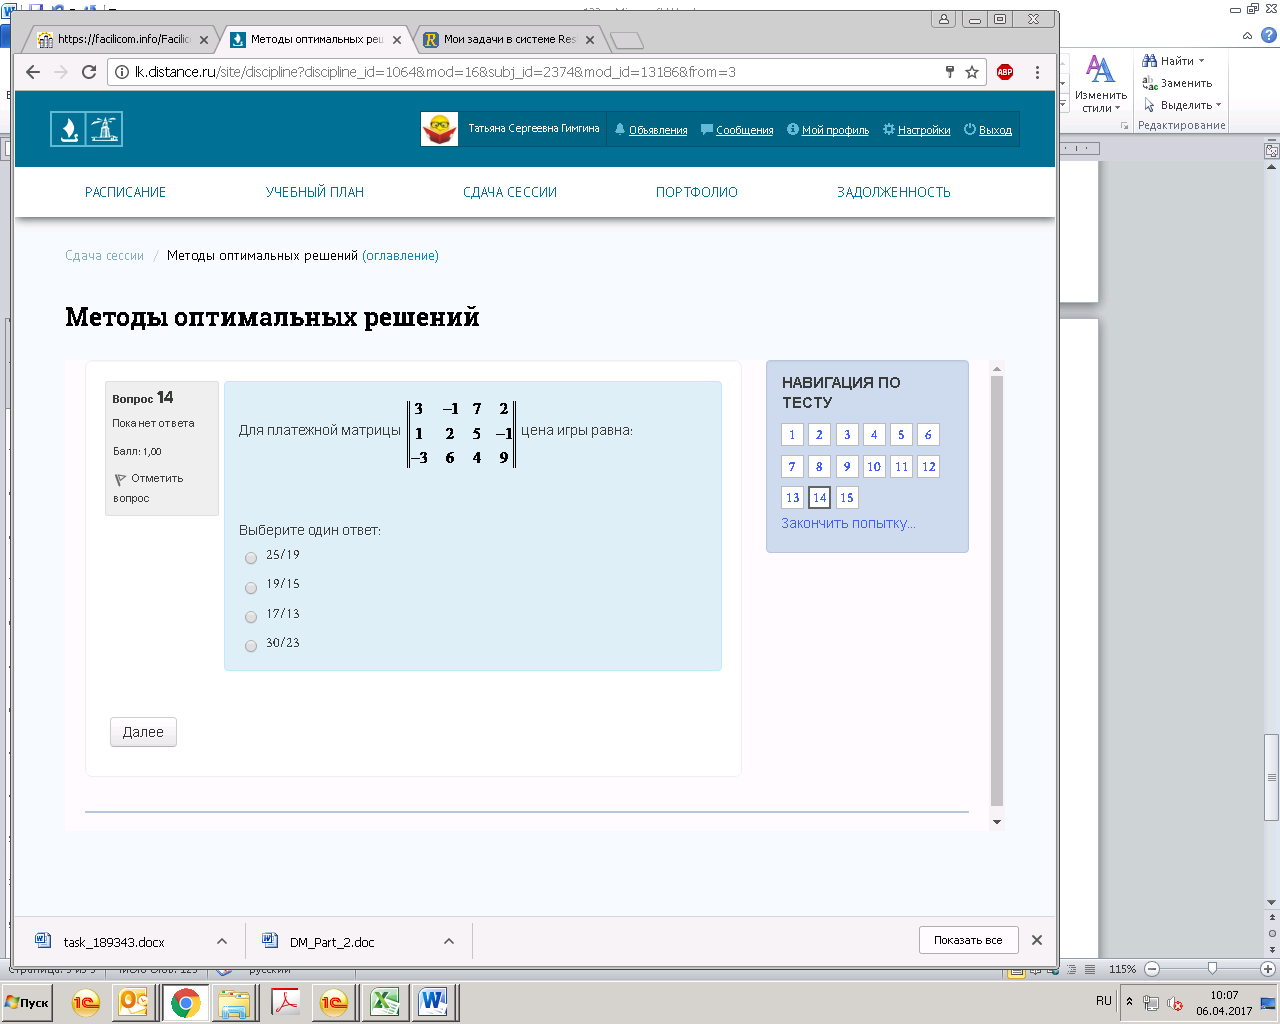 https://facilicom.info/Facilic
Методы оптимальных реш
Мои задачи в системе Res
lk.distance.ru/site/discipline?discipline_id=1064&mod=16&subj_id=2374&mod_id=13186&from=3
ABP
Найти
Заменить
Выделить
Изменить
стили
Редактирование
Татьяна Сергеевна Гимгина
Объявления
Сообщения
Мой профиль
Настройки
Выход
РАСПИСАНИЕ
УЧЕБНЫЙ ПЛАН
СДАЧА СЕССИИ
ПОРТФОЛИО
ЗАДОЛЖЕННОСТЬ
Сдача сессии / Методы оптимальных решений (оглавление)
Методы оптимальных решений
Вопрос 14
Пока нет ответа
Балл: 1,00
Отметить
вопрос
Для платежной матрицы
3 –1 7 2
1 2 5 –1
–3 6 4 9
цена игры равна:
Выберите один ответ:
25/19
19/15
17/13
30/23
Далее
НАВИГАЦИЯ ПО
ТЕСТУ
1 2 3 4 5 6
7 8 9 10 11 12
13 14 15
Закончить попытку...
task_189343.docx
DM_Part_2.doc
Показать все
115%
Пуск
RU
10:07
06.04.2017